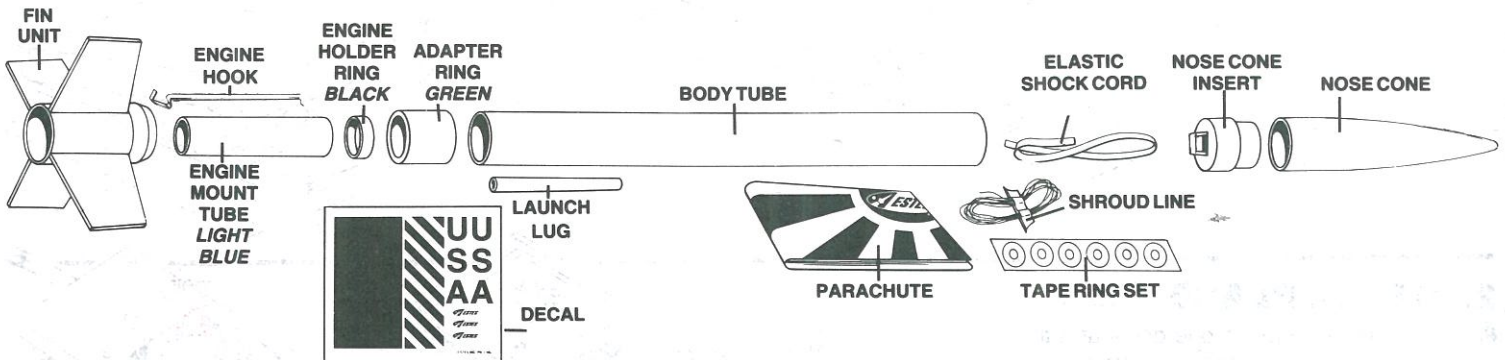 FIN
UNIT
ENGINE
HOOK
ENGINE
HOLDER
RING
BLACK
ADAPTER
RING
GREEN
BODY TUBE
ELASTIC
SHOCK CORD
NOSE CONE
INSERT
NOSE CONE
ENGINE
MOUNT
TUBE
LIGHT
BLUE
LAUNCH
LUG
UU
SS
AA
DECAL
PARACHUTE
SHROUD LINE
TAPE RING SET